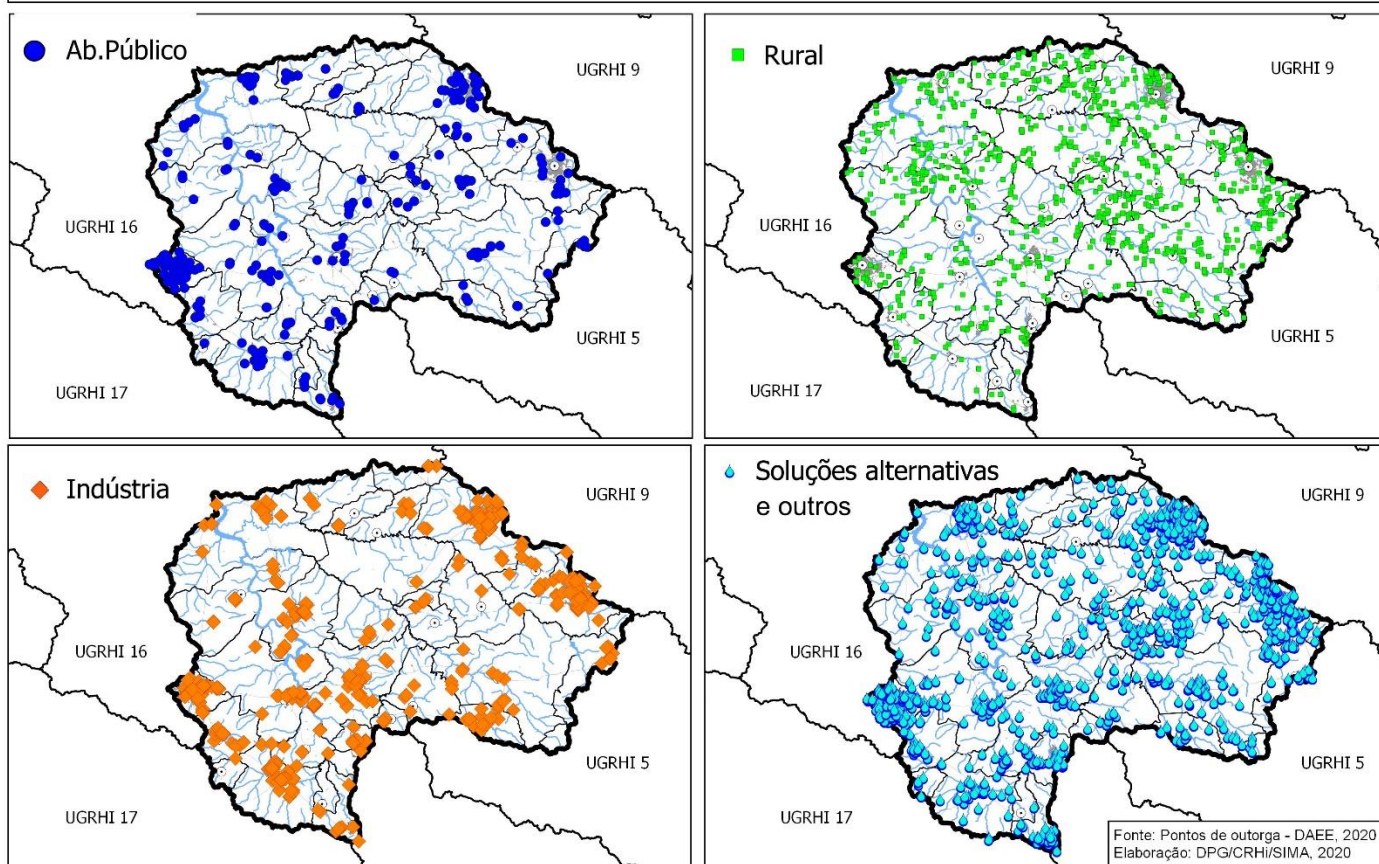 Ab.Público
UGRHI 9
UGRHI 16
UGRHI 5
UGRHI 17
Rural
UGRHI 9
UGRHI 16
UGRHI 5
UGRHI 17
Indústria
UGRHI 9
UGRHI 16
UGRHI 5
UGRHI 17
Soluções alternativas
e outros
UGRHI 9
UGRHI 16
UGRHI 5
UGRHI 17
Fonte: Pontos de outorga - DAEE, 2020
Elaboração: DPG/CRHi/SIMA, 2020